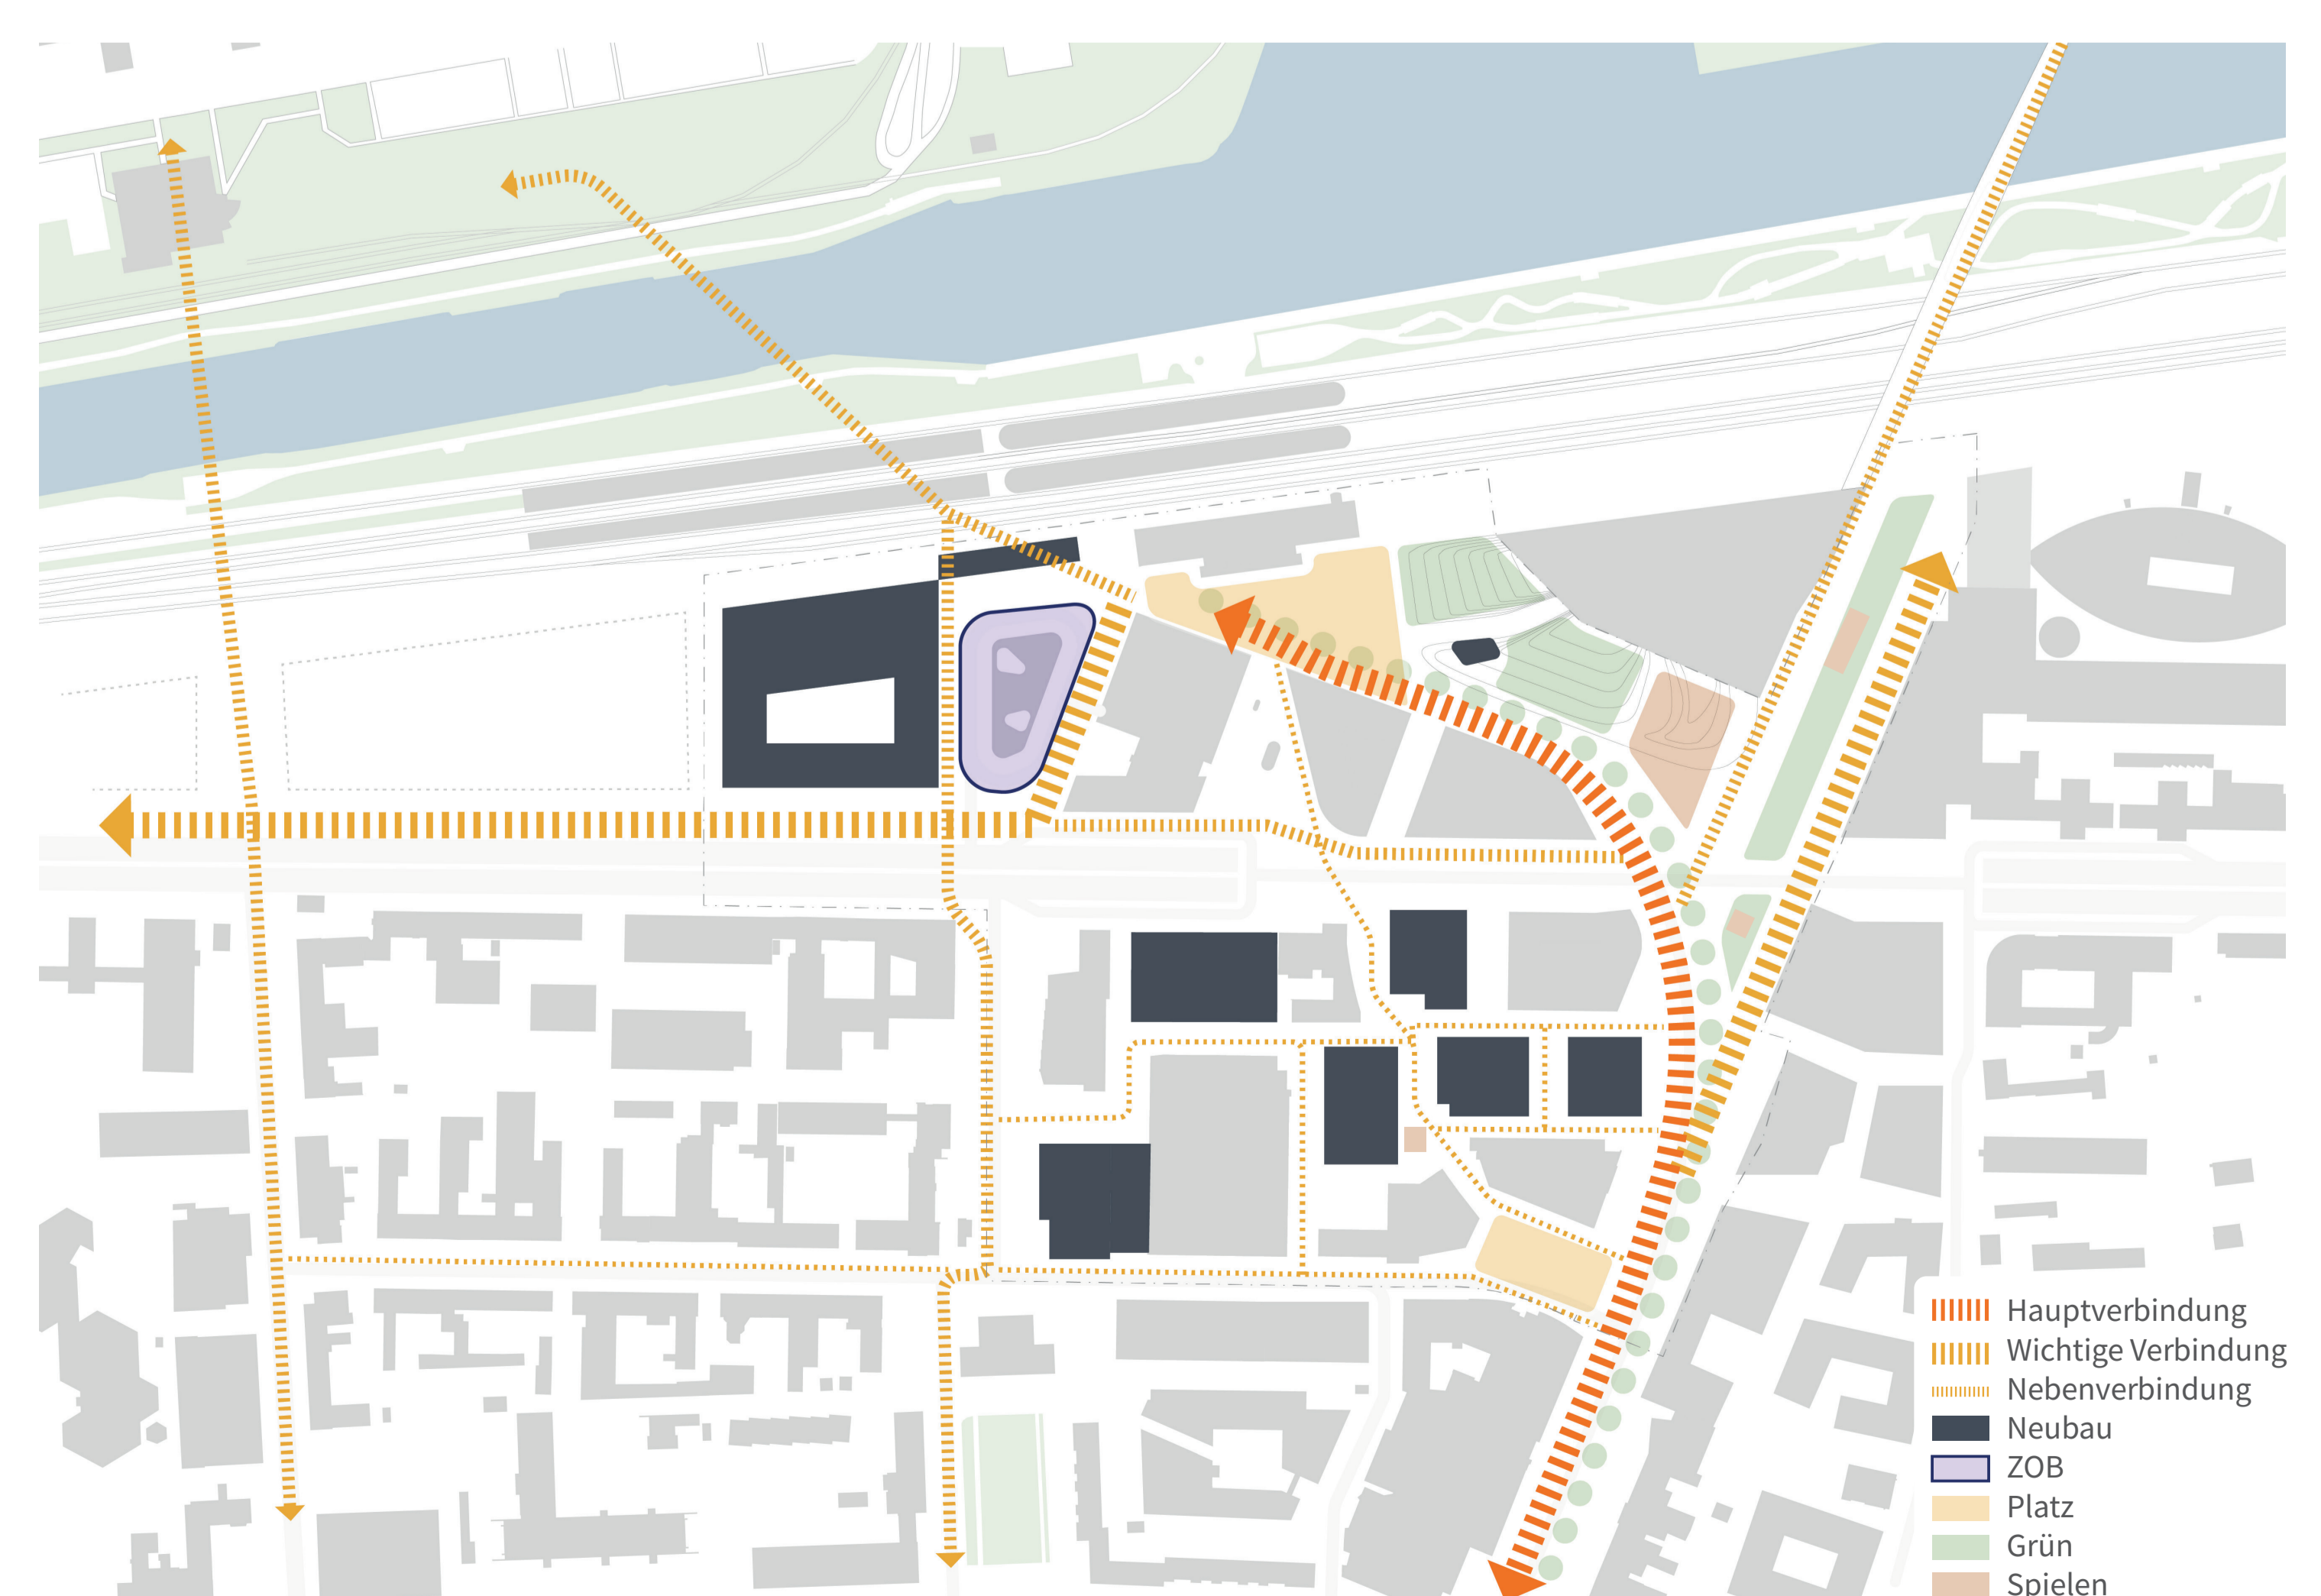 Hauptverbindung
Wichtige Verbindung
Nebenverbindung
Neubau
ZOB
Platz
Grün
Spielen